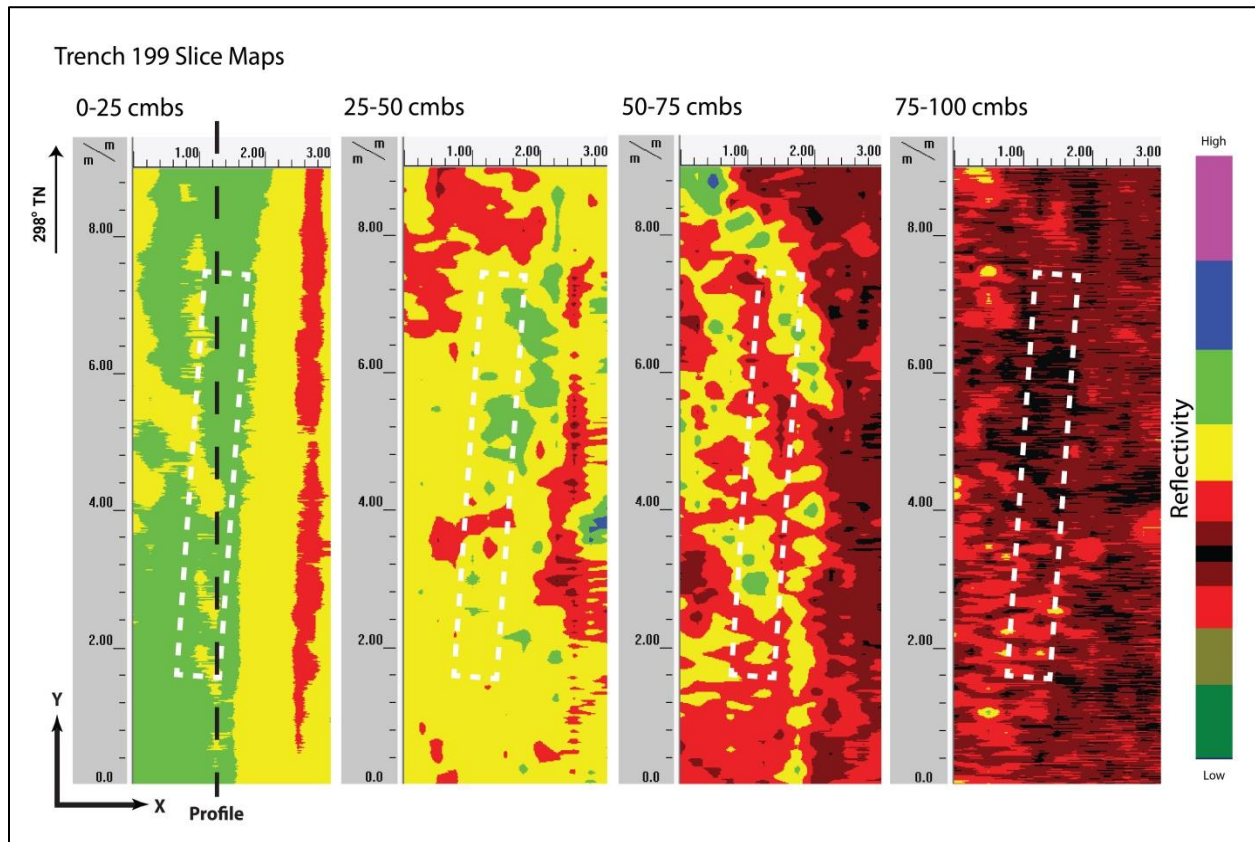 Trench 199 Slice Maps
0-25 cmbs
25-50 cmbs
50-75 cmbs
75-100 cmbs
m
m
1.00 2.00 3.00
m
m
1.00 2.00 3.00
m
m
1.00 2.00 3.00
m
m
1.00 2.00 3.00
High
298° TN
8.00
8.00
8.00
8.00
6.00
6.00
6.00
6.00
Reflectivity
4.00
4.00
4.00
4.00
2.00
2.00
2.00
2.00
Y
0.0
0.0
0.0
0.0
Low
X
Profile